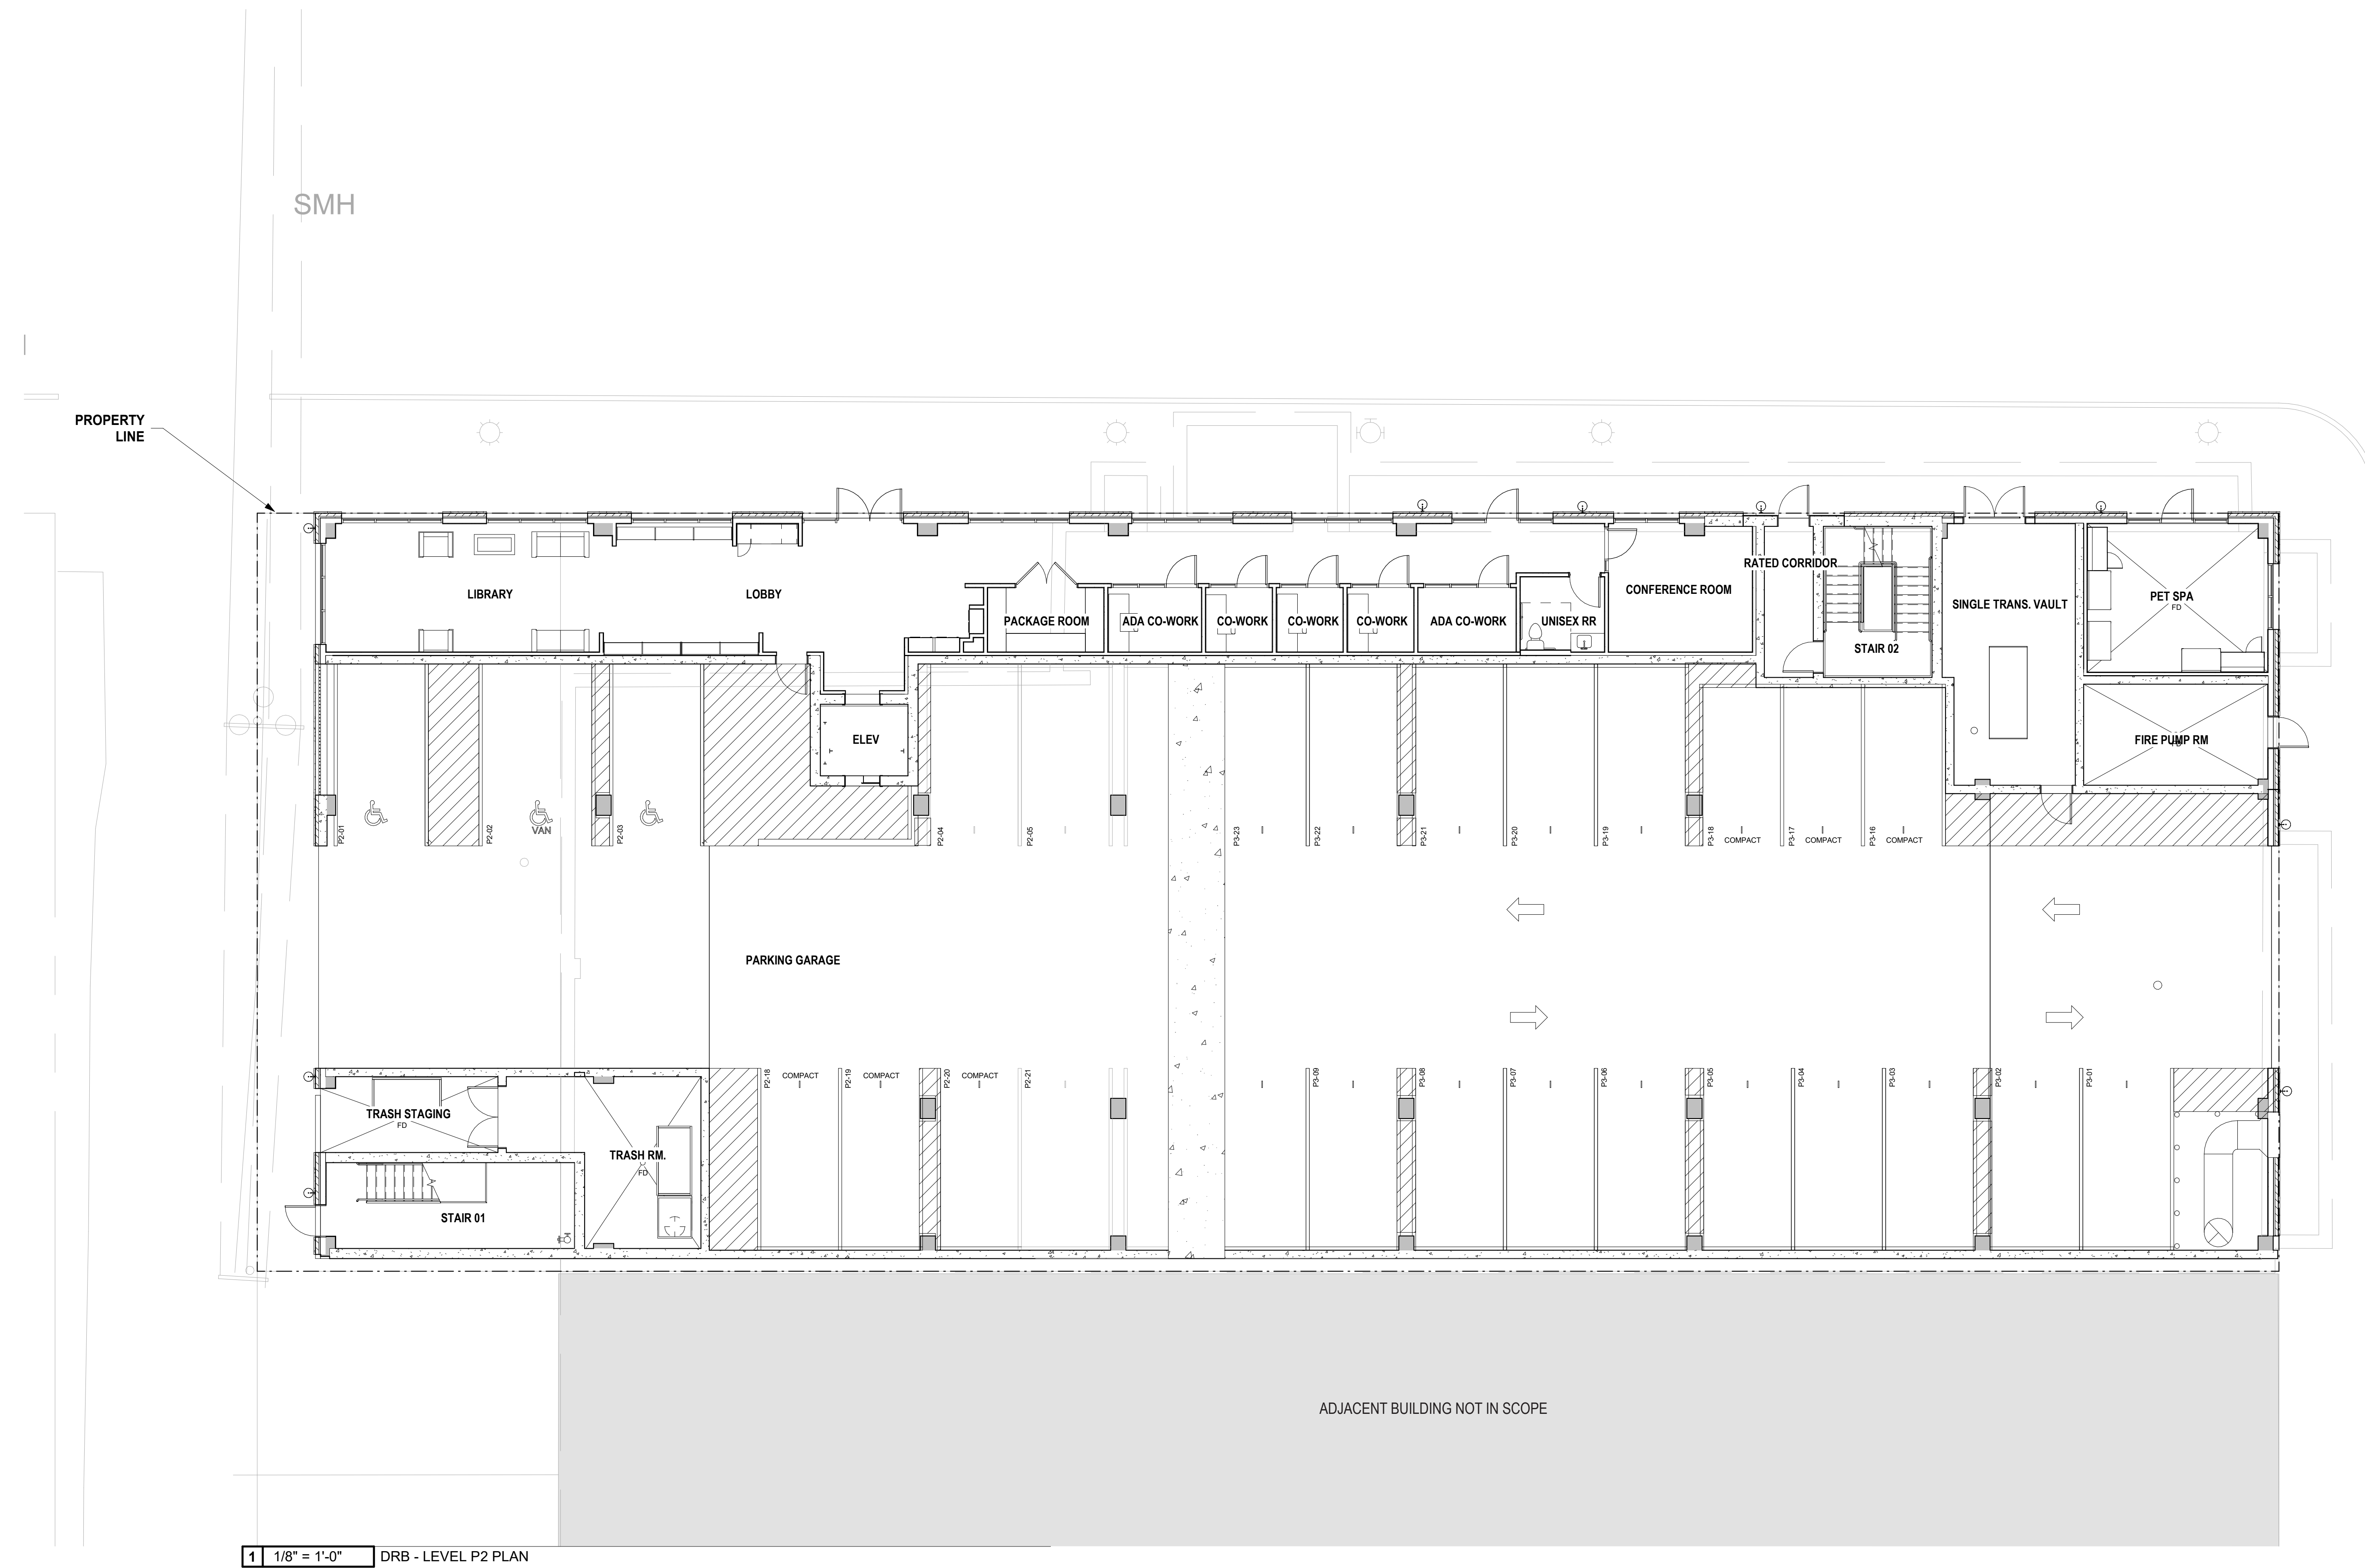 SMH
PROPERTY
LINE
LIBRARY
LOBBY
PACKAGE ROOM
ADA CO-WORK
CO-WORK
CO-WORK
CO-WORK
ADA CO-WORK
UNISEX RR
CONFERENCE ROOM
RATED CORRIDOR
STAIR 02
SINGLE TRANS. VAULT
PET SPA
FD
ELEV
FIRE PUMP RM
P2-01
P2-02
VAN
P2-03
P2-04
P2-05
P3-23
P3-22
P3-21
P3-20
P3-19
P3-18
COMPACT
P3-17
COMPACT
P3-16
COMPACT
PARKING GARAGE
P2-18
COMPACT
P2-19
COMPACT
P2-20
COMPACT
P2-21
P3-09
P3-08
P3-07
P3-06
P3-05
P3-04
P3-03
P3-02
P3-01
TRASH STAGING
FD
TRASH RM.
FD
STAIR 01
ADJACENT BUILDING NOT IN SCOPE
1 1/8" = 1'-0" DRB - LEVEL P2 PLAN